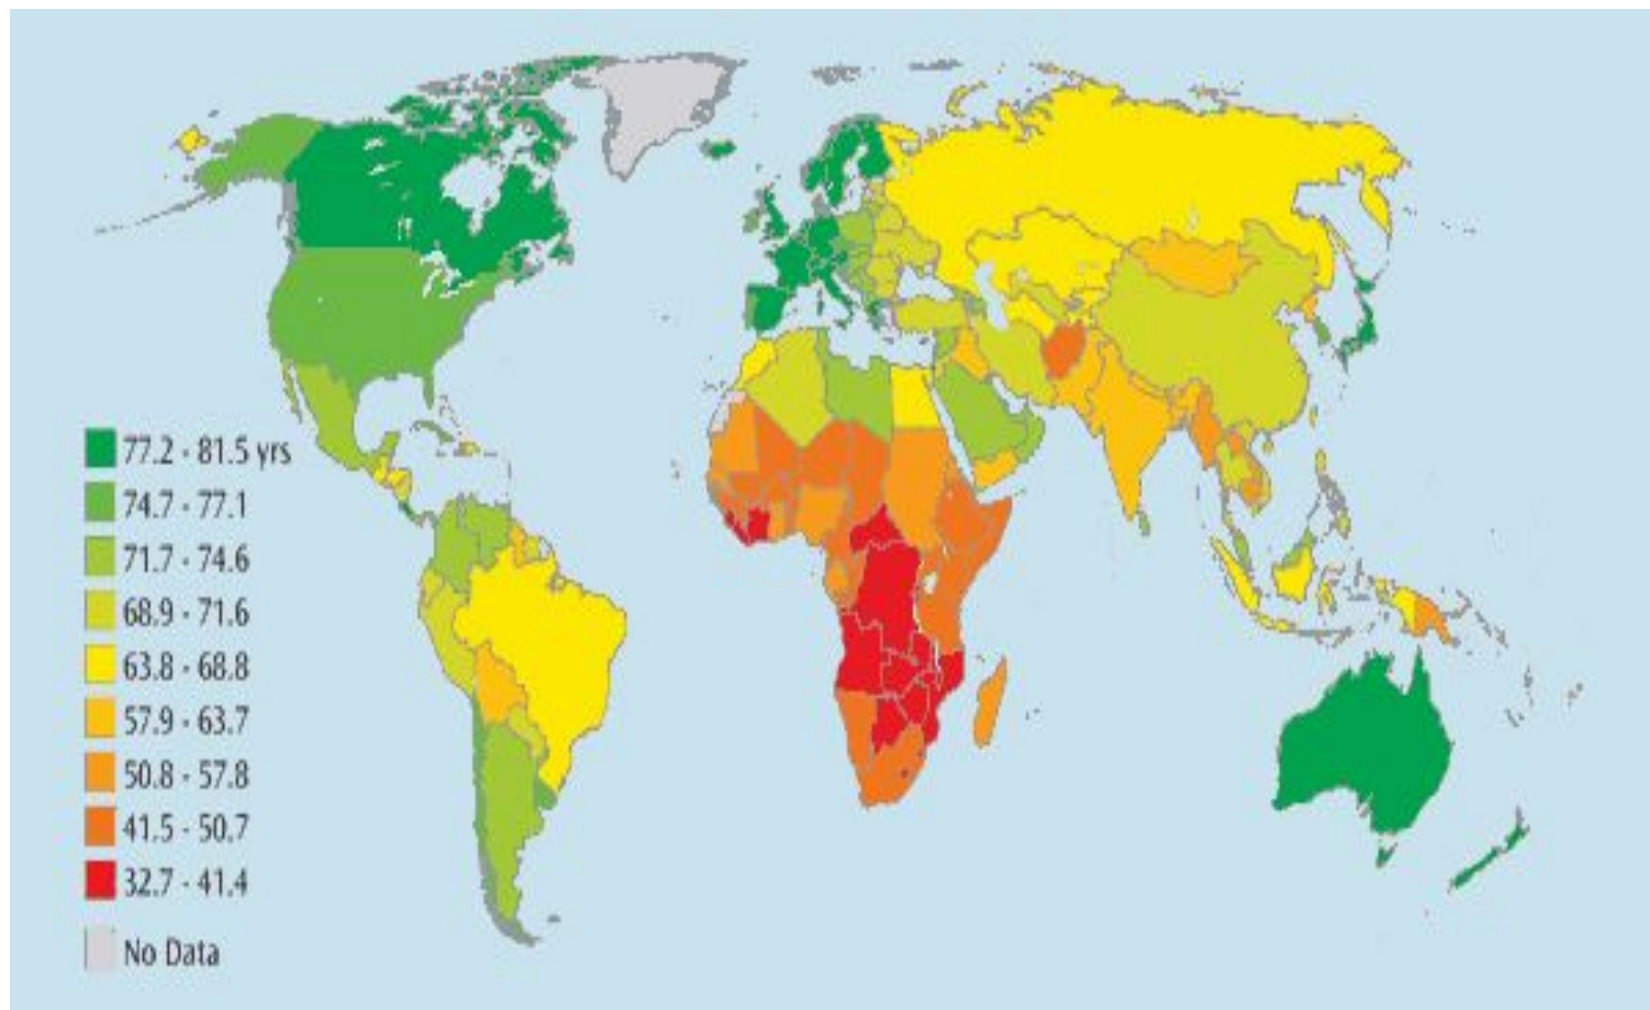 77.2 - 81.5 yrs
74.7 - 77.1
71.7 - 74.6
68.9 - 71.6
63.8 - 68.8
57.9 - 63.7
50.8 - 57.8
41.5 - 50.7
32.7 - 41.4
No Data